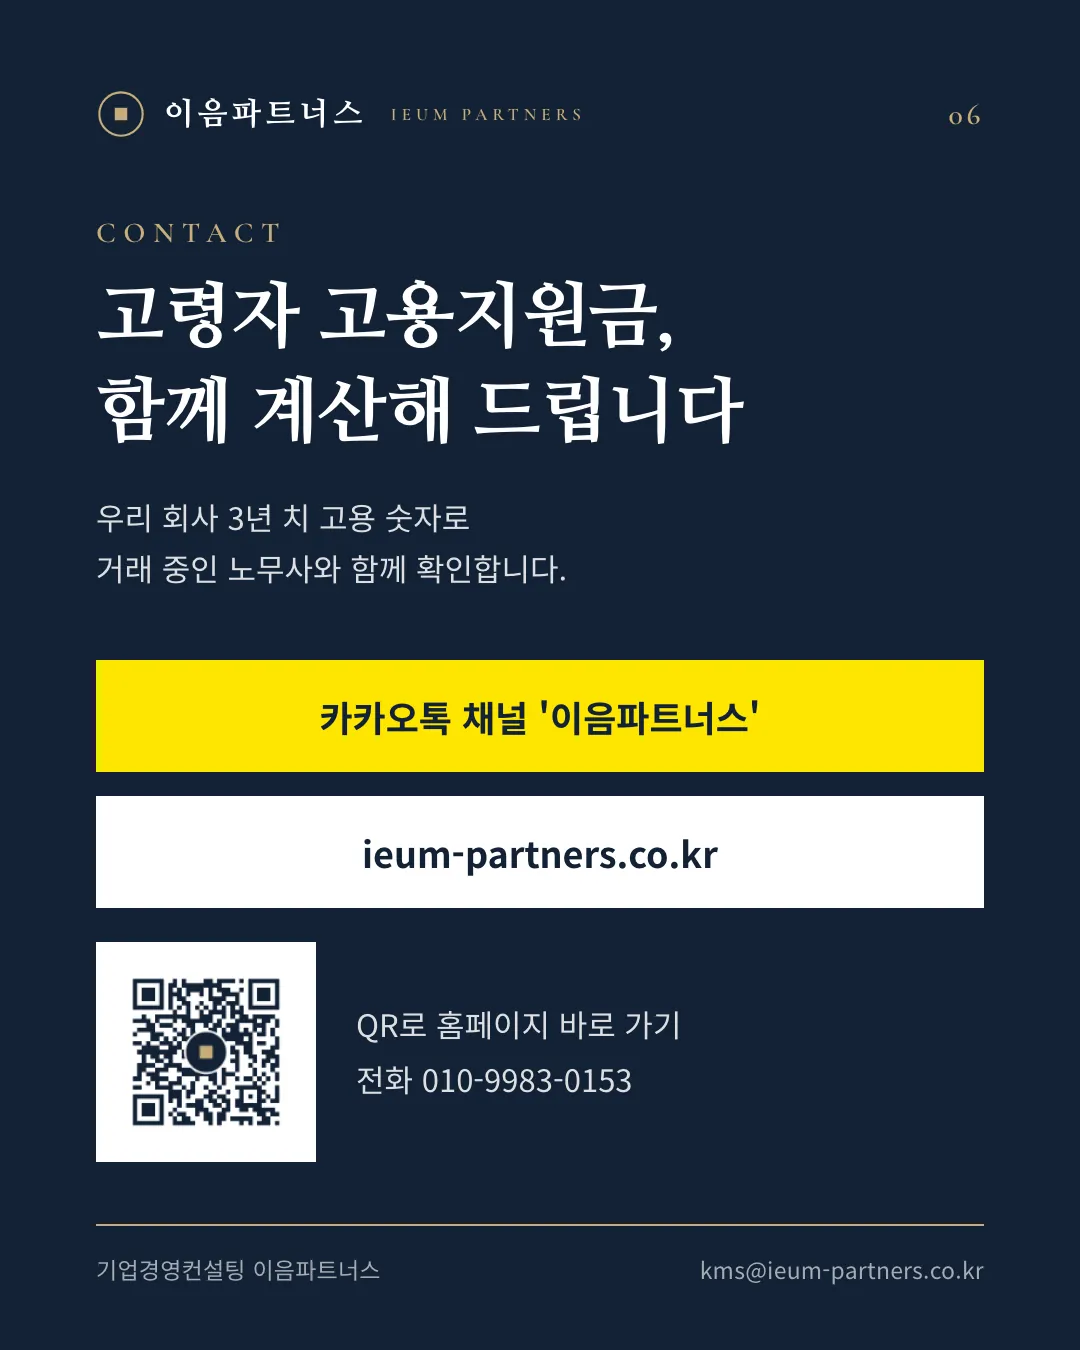 이음파트너스 IEUM PARTNERS 06
CONTACT
고령자 고용지원금,
함께 계산해 드립니다
우리 회사 3년 치 고용 숫자로
거래 중인 노무사와 함께 확인합니다.
카카오톡 채널 '이음파트너스'
ieum-partners.co.kr
QR로 홈페이지 바로 가기
전화 010-9983-0153
기업경영컨설팅 이음파트너스 kms@ieum-partners.co.kr